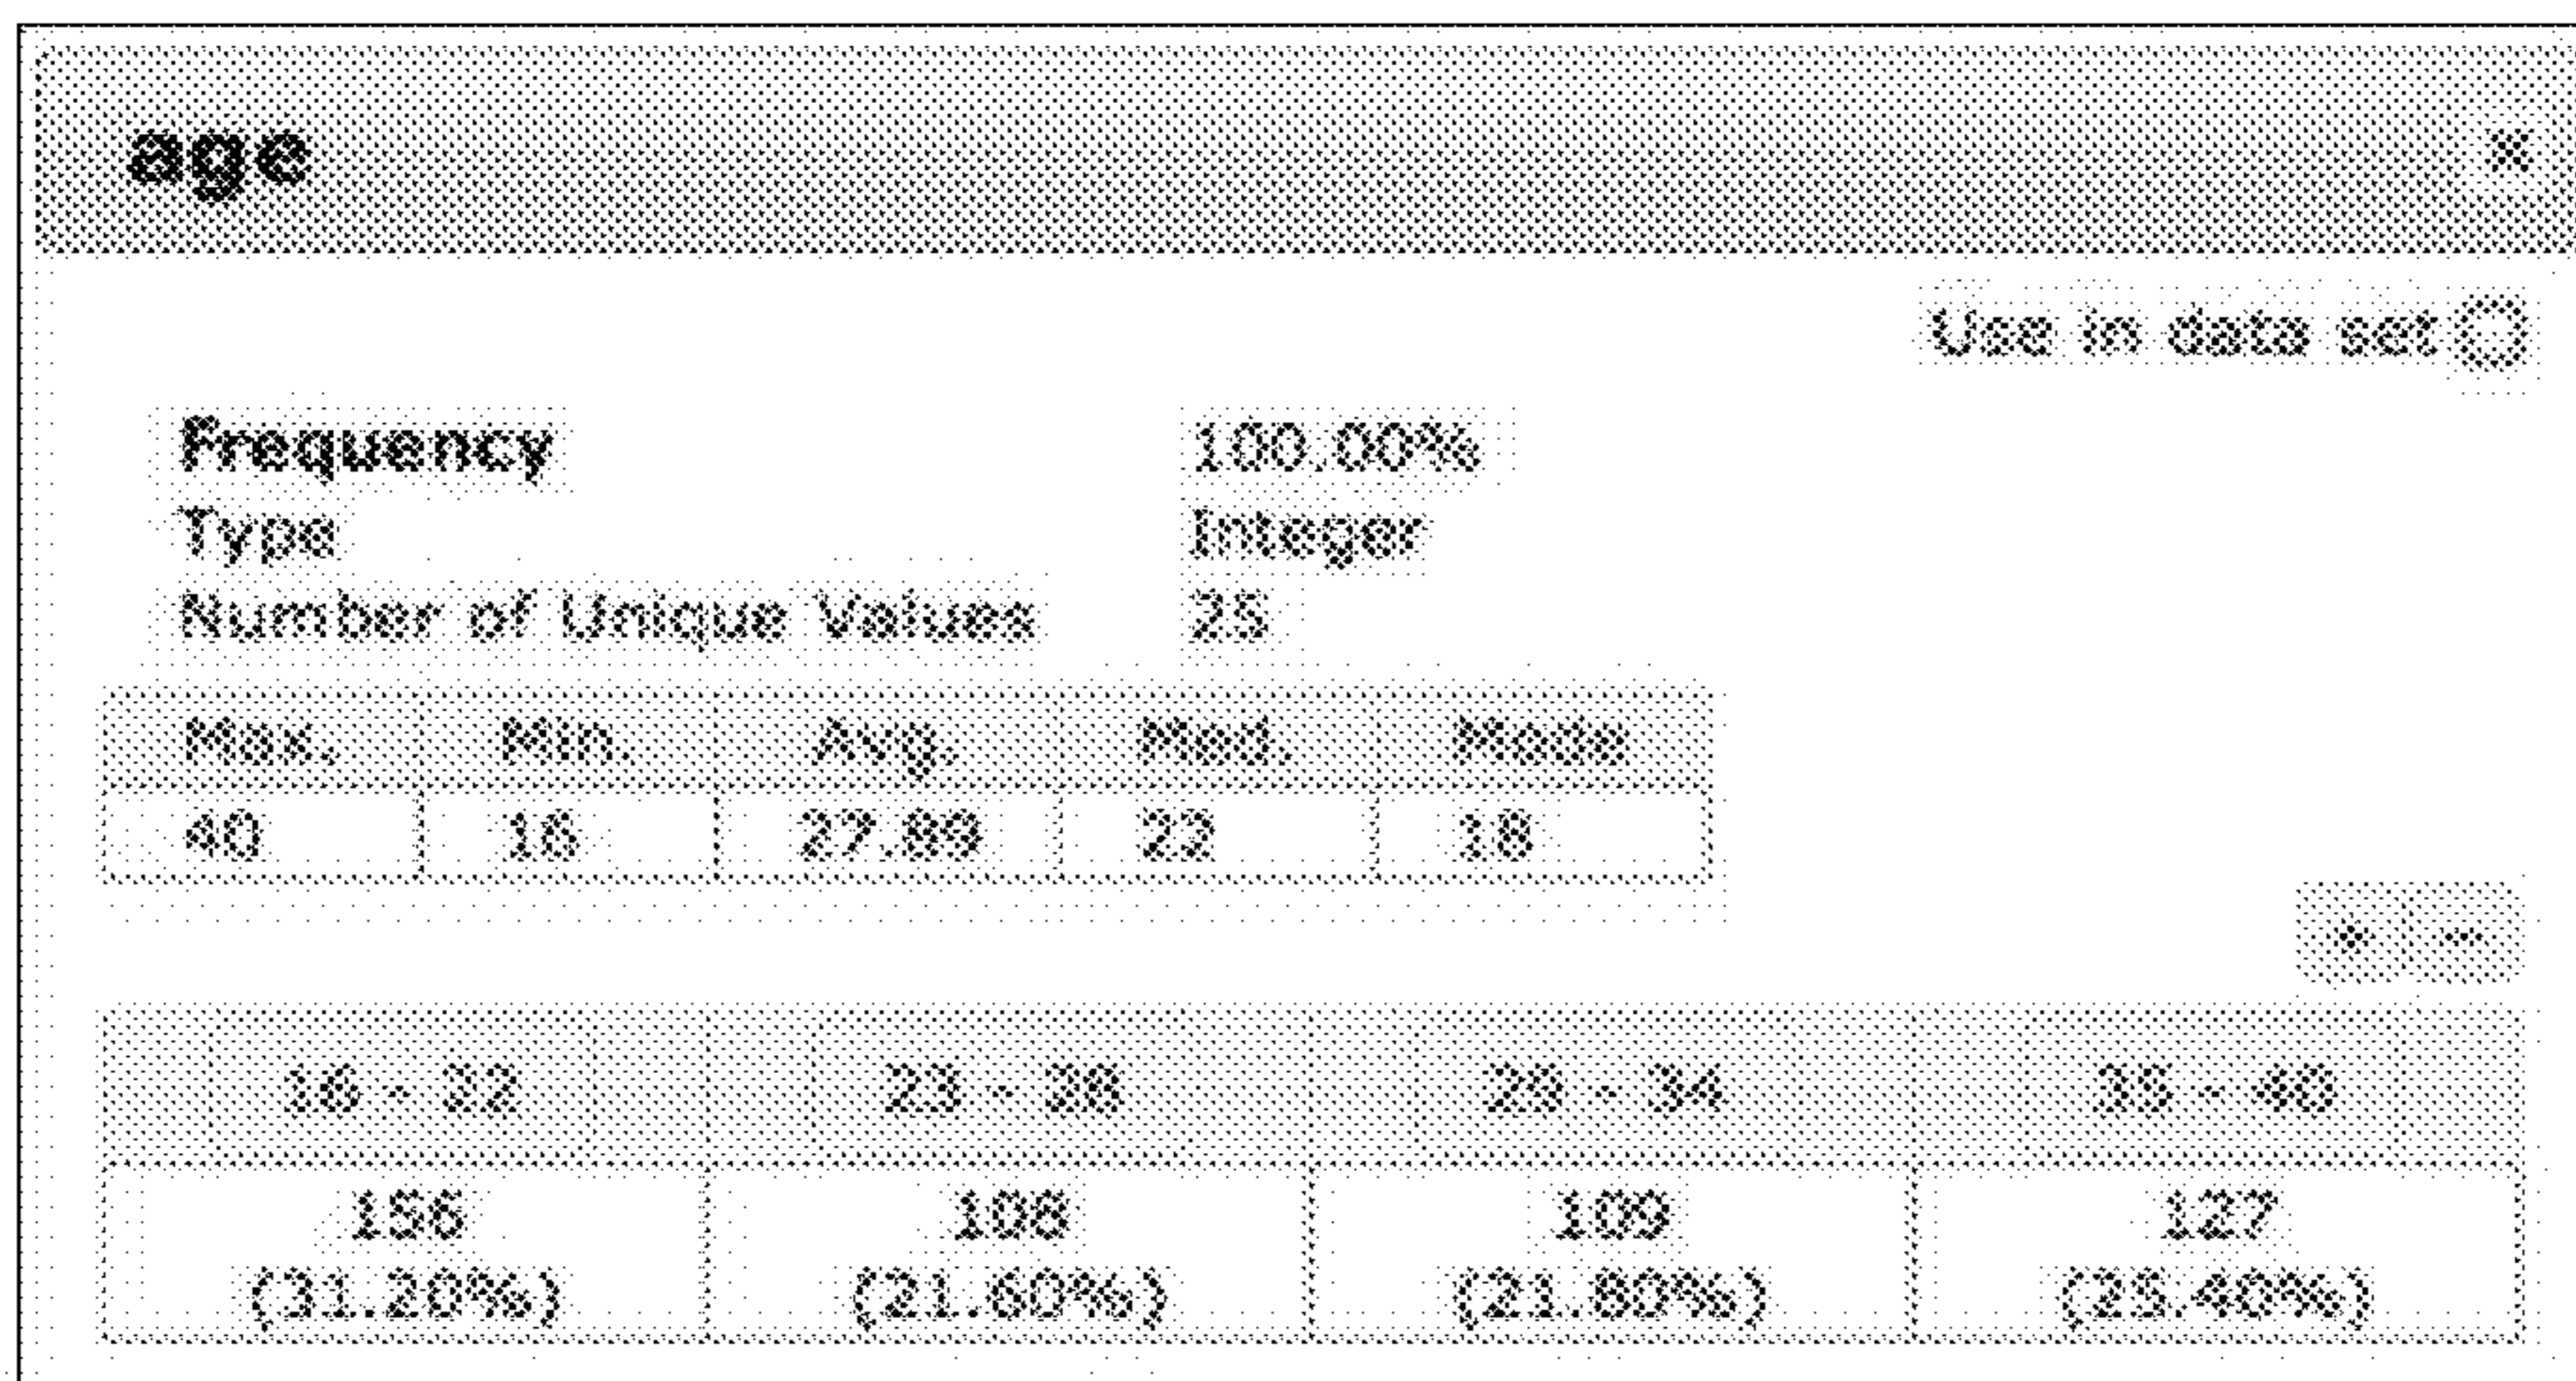 age ×
Use in data set
Frequency 100.00%
Type Integer
Number of Unique Values 25
Max. Min. Avg. Med. Mode
40 16 27.89 22 18
+ -
16 - 22 23 - 28 29 - 34 35 - 40
156 108 109 127
(31.20%) (21.60%) (21.80%) (25.40%)